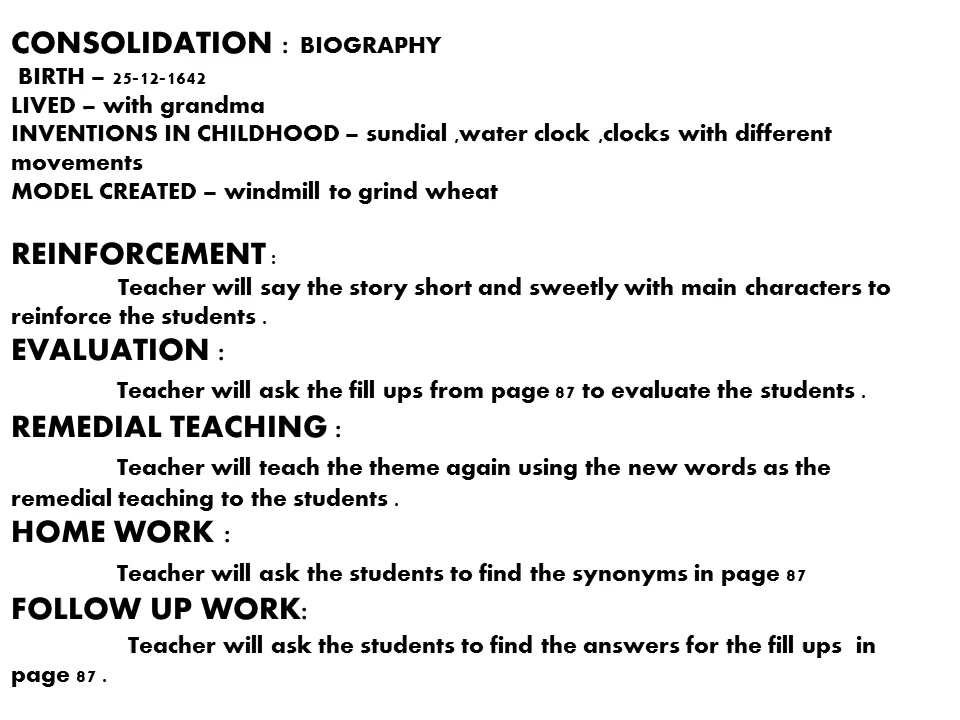 CONSOLIDATION : BIOGRAPHY
BIRTH – 25-12-1642
LIVED – with grandma
INVENTIONS IN CHILDHOOD – sundial ,water clock ,clocks with different
movements
MODEL CREATED – windmill to grind wheat
REINFORCEMENT :
Teacher will say the story short and sweetly with main characters to
reinforce the students .
EVALUATION :
Teacher will ask the fill ups from page 87 to evaluate the students .
REMEDIAL TEACHING :
Teacher will teach the theme again using the new words as the
remedial teaching to the students .
HOME WORK :
Teacher will ask the students to find the synonyms in page 87
FOLLOW UP WORK:
Teacher will ask the students to find the answers for the fill ups in
page 87 .